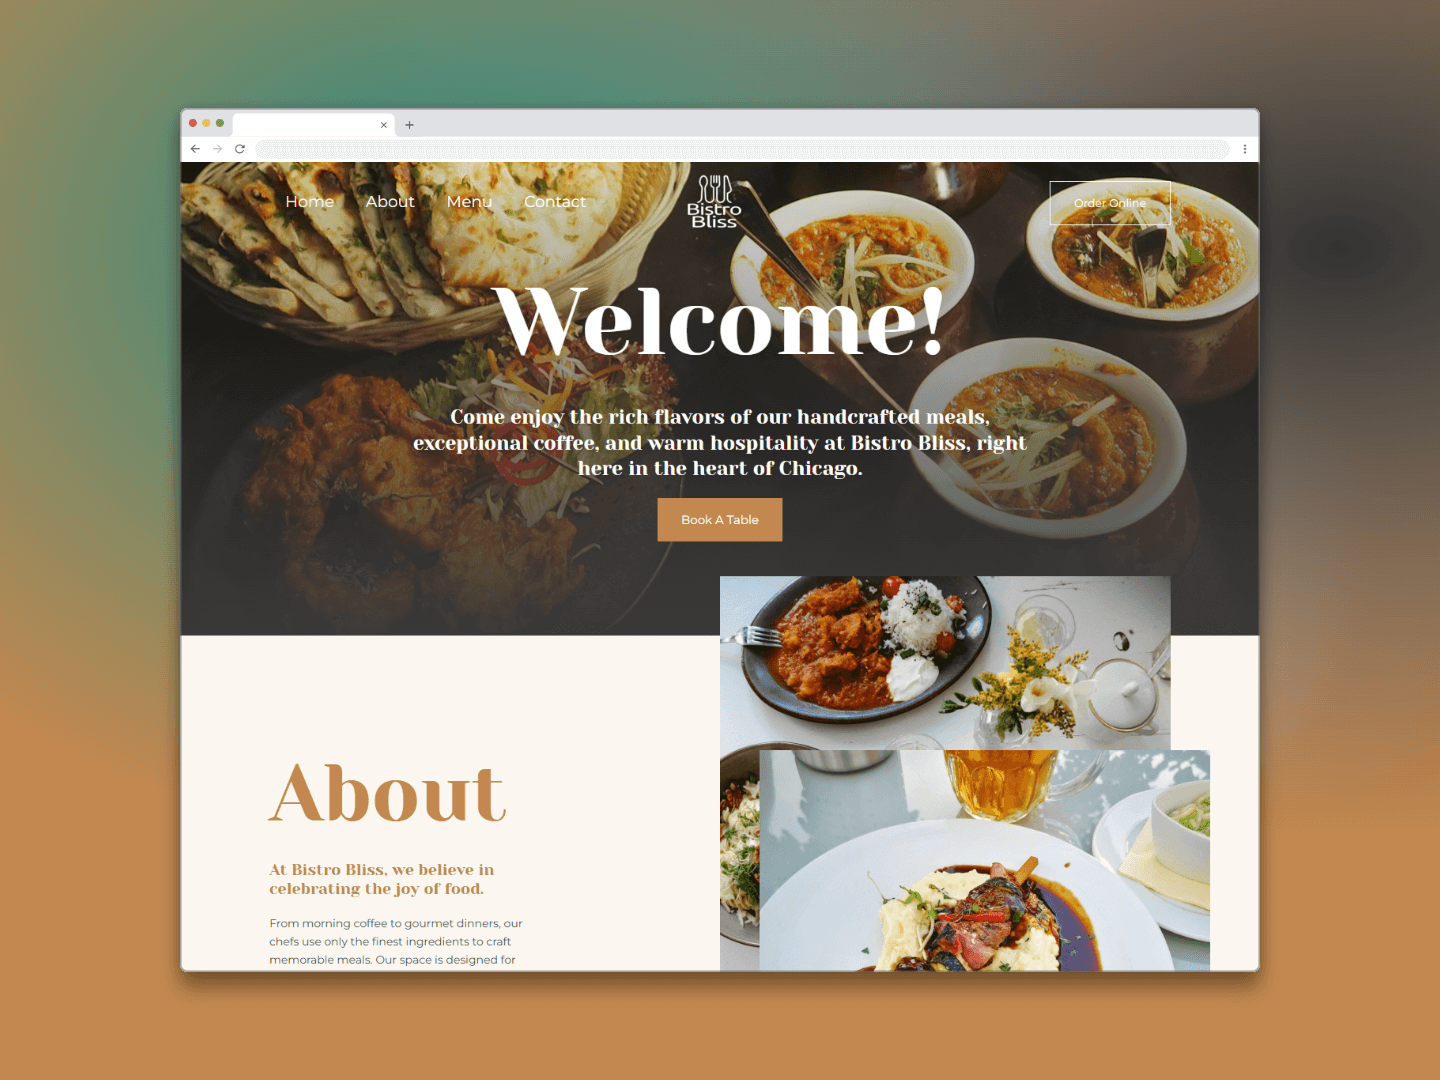 Home About Menu Contact
Bistro
Bliss
Order Online
Welcome!
Come enjoy the rich flavors of our handcrafted meals,
exceptional coffee, and warm hospitality at Bistro Bliss, right
here in the heart of Chicago.
Book A Table
About
At Bistro Bliss, we believe in
celebrating the joy of food.
From morning coffee to gourmet dinners, our
chefs use only the finest ingredients to craft
memorable meals. Our space is designed for